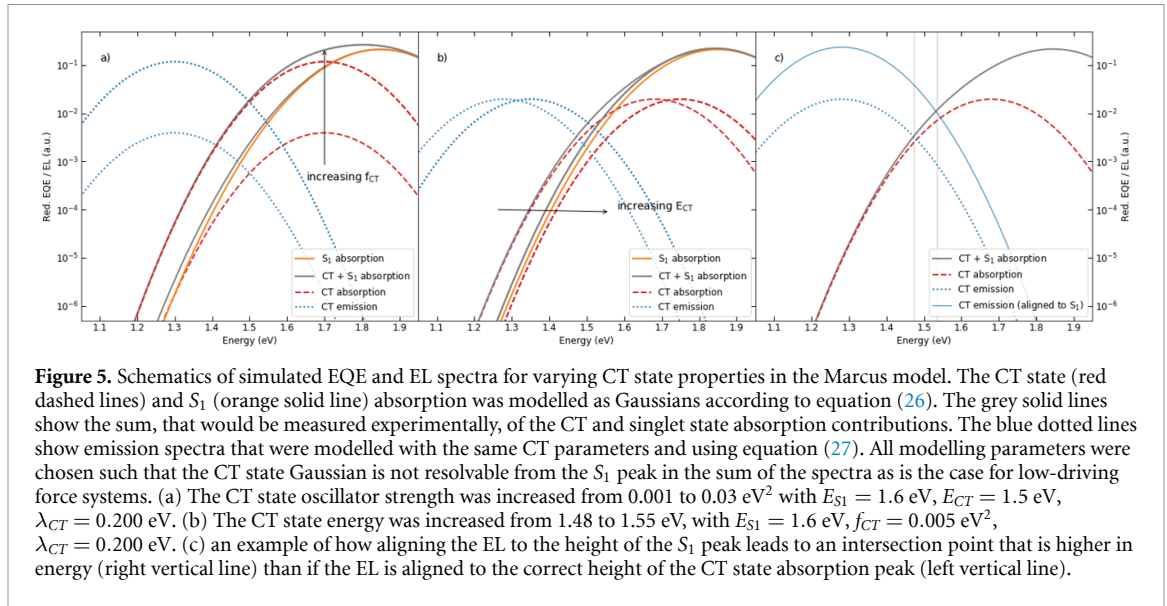 a)
b)
c)
Red. EQE / EL (a.u.)
10⁻¹
10⁻²
10⁻³
10⁻⁴
10⁻⁵
10⁻⁶
increasing f_CT
S₁ absorption
CT + S₁ absorption
CT absorption
CT emission
1.1 1.2 1.3 1.4 1.5 1.6 1.7 1.8 1.9
Energy (eV)
increasing E_CT
S₁ absorption
CT + S₁ absorption
CT absorption
CT emission
1.1 1.2 1.3 1.4 1.5 1.6 1.7 1.8 1.9
Energy (eV)
CT + S₁ absorption
CT absorption
CT emission
CT emission (aligned to S₁)
1.1 1.2 1.3 1.4 1.5 1.6 1.7 1.8 1.9
Energy (eV)
10⁻¹
10⁻²
10⁻³
10⁻⁴
10⁻⁵
10⁻⁶
Red. EQE / EL (a.u.)
Figure 5. Schematics of simulated EQE and EL spectra for varying CT state properties in the Marcus model. The CT state (red
dashed lines) and S₁ (orange solid line) absorption was modelled as Gaussians according to equation (26). The grey solid lines
show the sum, that would be measured experimentally, of the CT and singlet state absorption contributions. The blue dotted lines
show emission spectra that were modelled with the same CT parameters and using equation (27). All modelling parameters were
chosen such that the CT state Gaussian is not resolvable from the S₁ peak in the sum of the spectra as is the case for low-driving
force systems. (a) The CT state oscillator strength was increased from 0.001 to 0.03 eV² with E_S1 = 1.6 eV, E_CT = 1.5 eV,
λ_CT = 0.200 eV. (b) The CT state energy was increased from 1.48 to 1.55 eV, with E_S1 = 1.6 eV, f_CT = 0.005 eV²,
λ_CT = 0.200 eV. (c) an example of how aligning the EL to the height of the S₁ peak leads to an intersection point that is higher in
energy (right vertical line) than if the EL is aligned to the correct height of the CT state absorption peak (left vertical line).